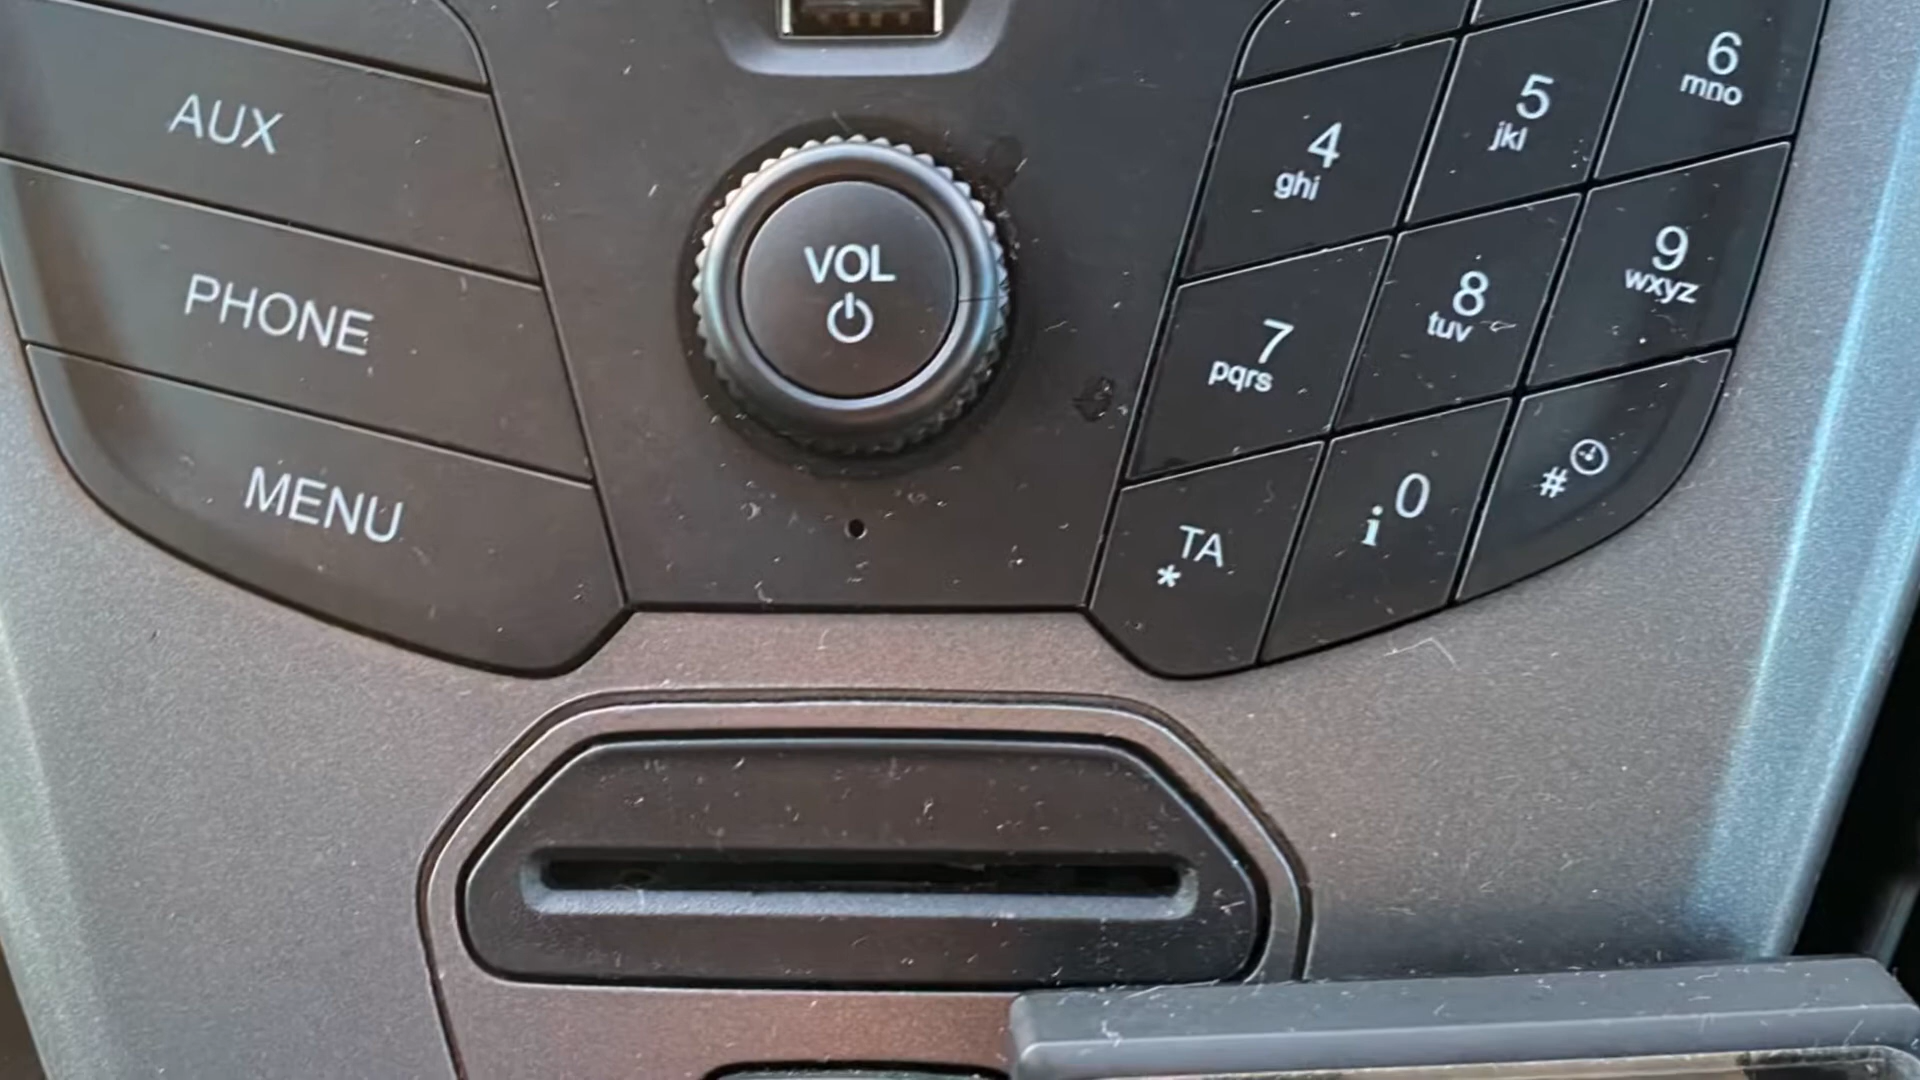 AUX
PHONE
MENU
VOL
4
ghi
5
jkl
6
mno
7
pqrs
8
tuv
9
wxyz
TA
*
0
i
#